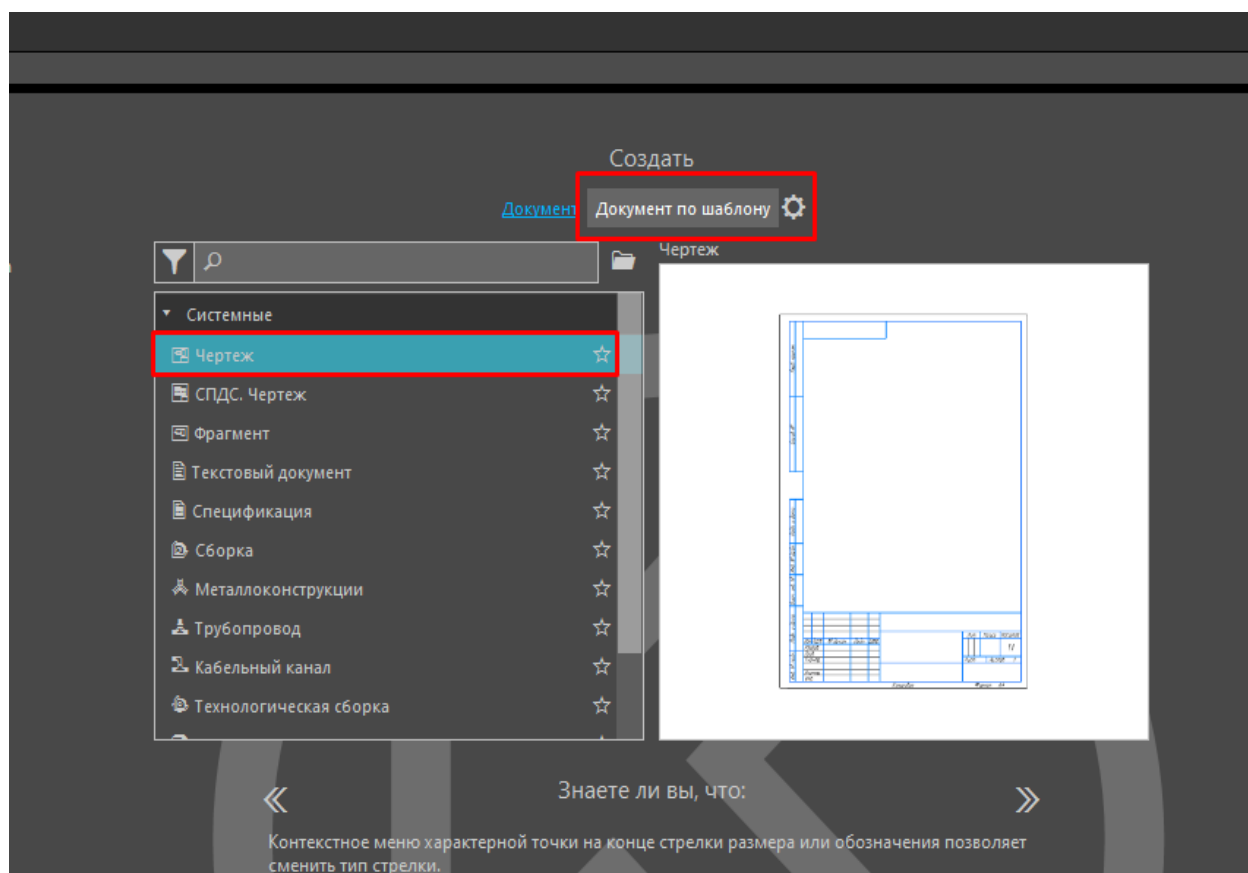 Создать
Документ Документ по шаблону
Чертеж
Системные
Чертеж
СПДС. Чертеж
Фрагмент
Текстовый документ
Спецификация
Сборка
Металлоконструкции
Трубопровод
Кабельный канал
Технологическая сборка
Знаете ли вы, что:
Контекстное меню характерной точки на конце стрелки размера или обозначения позволяет
сменить тип стрелки.